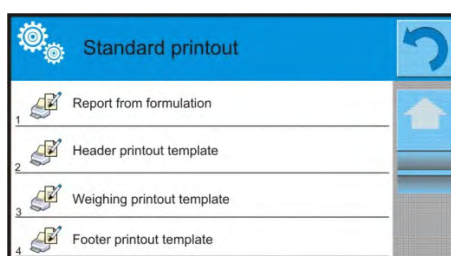 Standard printout
1 Report from formulation
2 Header printout template
3 Weighing printout template
4 Footer printout template